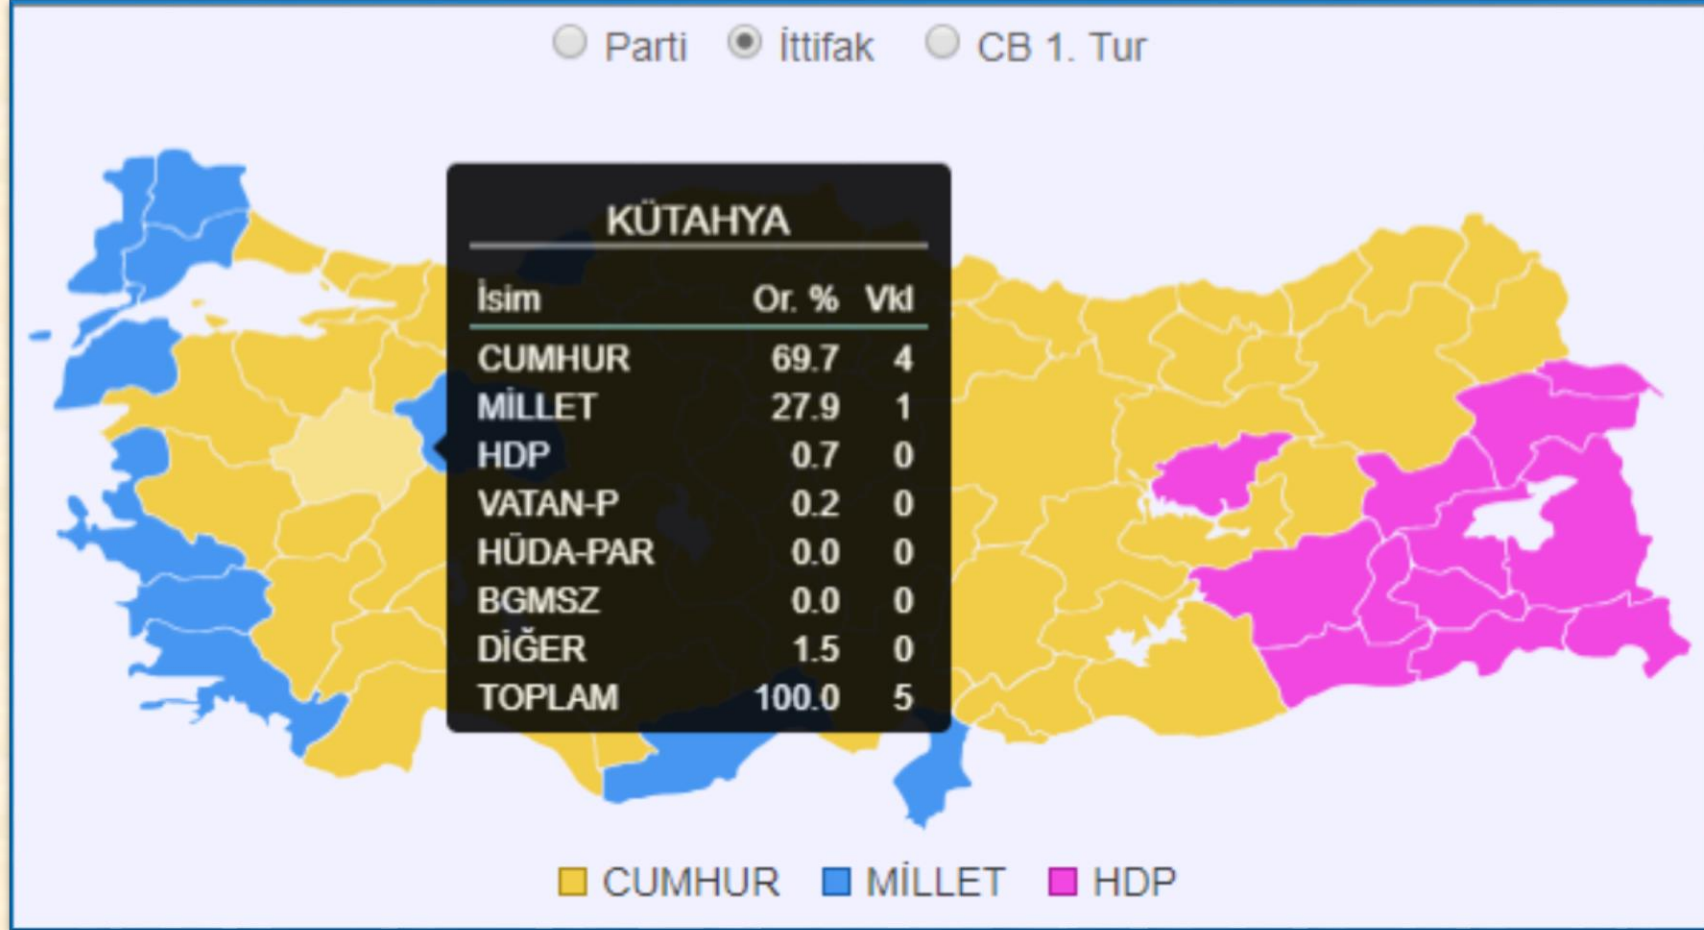 Parti İttifak CB 1. Tur
KÜTAHYA
İsim Or. % Vkl
CUMHUR 69.7 4
MİLLET 27.9 1
HDP 0.7 0
VATAN-P 0.2 0
HÜDA-PAR 0.0 0
BGMSZ 0.0 0
DİĞER 1.5 0
TOPLAM 100.0 5
CUMHUR MİLLET HDP